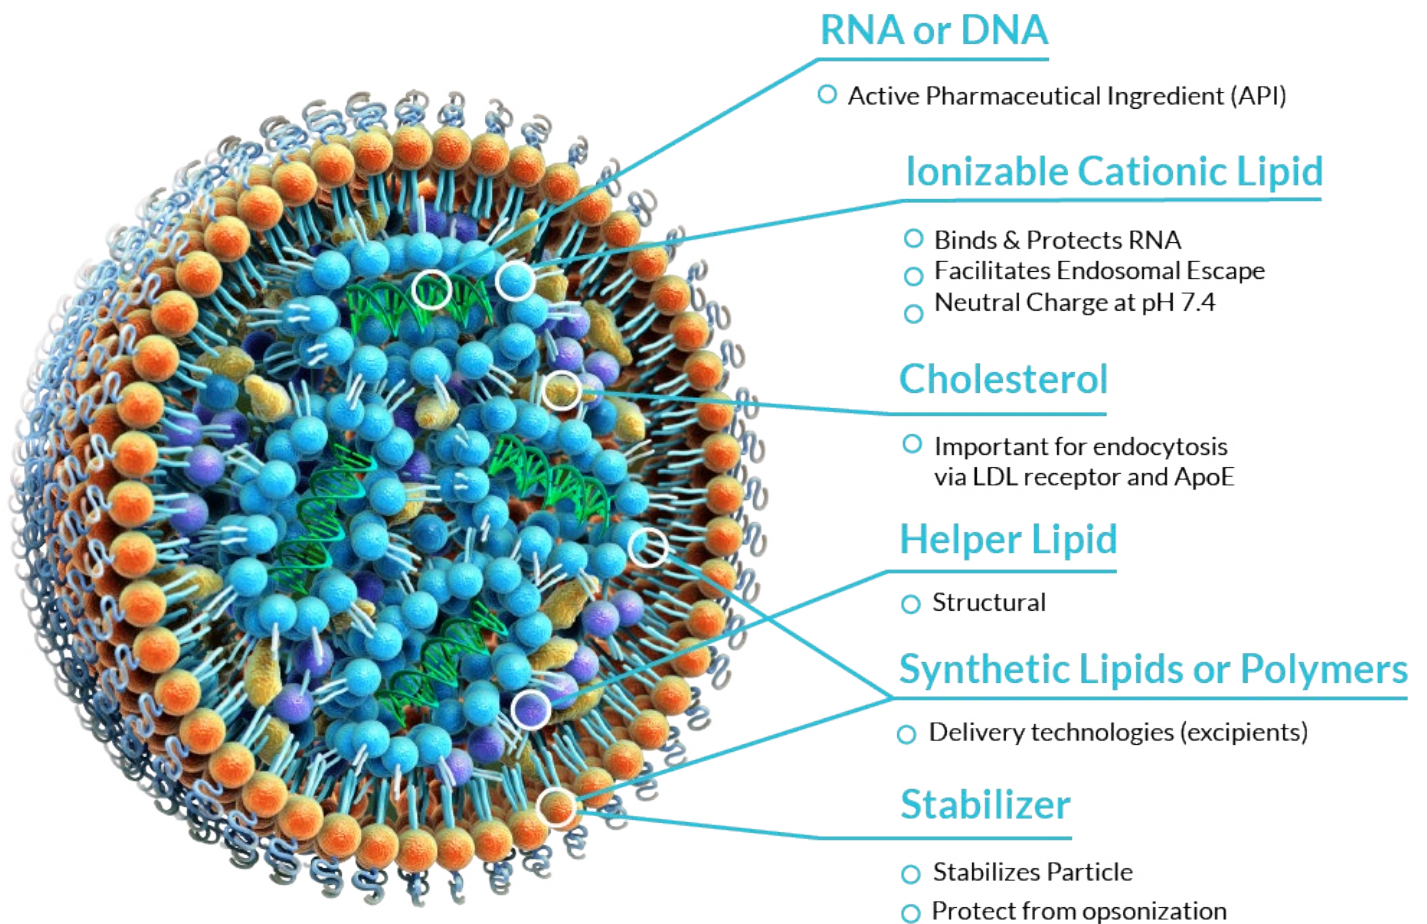 RNA or DNA
Active Pharmaceutical Ingredient (API)
Ionizable Cationic Lipid
Binds & Protects RNA
Facilitates Endosomal Escape
Neutral Charge at pH 7.4
Cholesterol
Important for endocytosis
via LDL receptor and ApoE
Helper Lipid
Structural
Synthetic Lipids or Polymers
Delivery technologies (excipients)
Stabilizer
Stabilizes Particle
Protect from opsonization